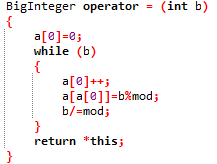 BigInteger operator = (int b)
{
    a[0]=0;
    while (b)
    {
        a[0]++;
        a[a[0]]=b%mod;
        b/=mod;
    }
    return *this;
}